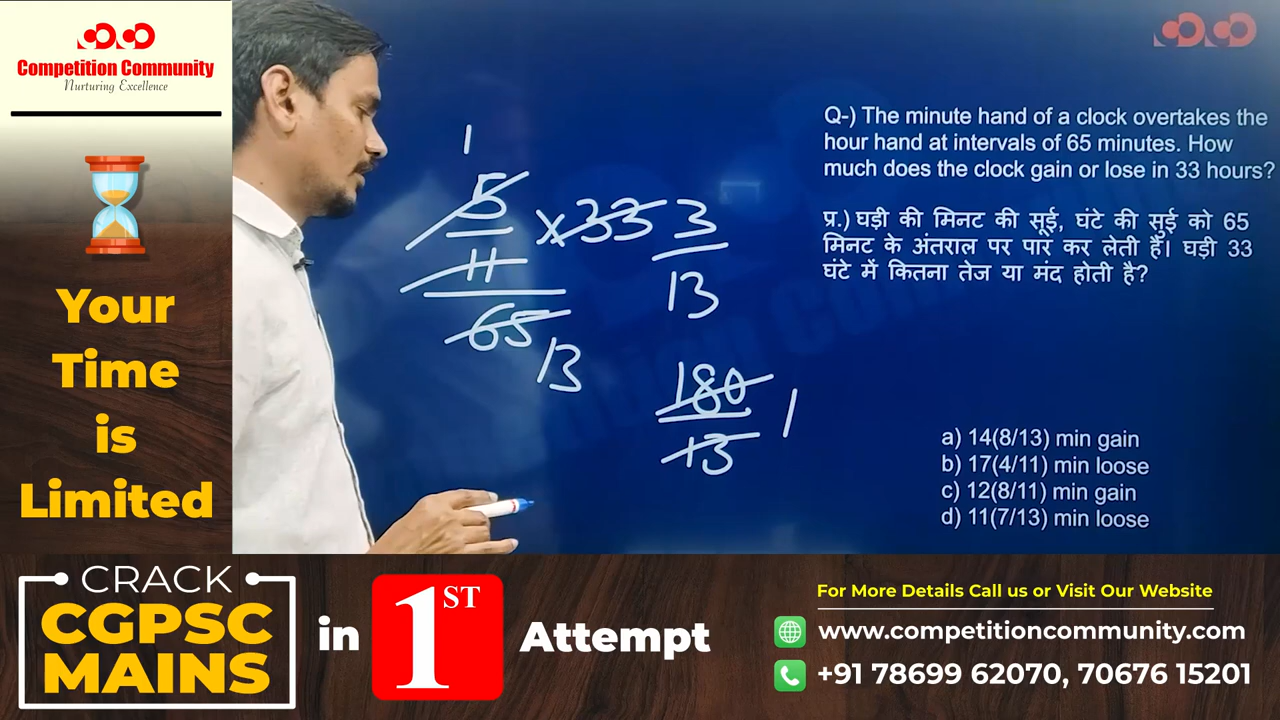 Competition Community
Nurturing Excellence
Your
Time
is
Limited
1
5
11
65
13
×33
3
13
180
13
1
Q-) The minute hand of a clock overtakes the
hour hand at intervals of 65 minutes. How
much does the clock gain or lose in 33 hours?
प्र.) घड़ी की मिनट की सूई, घंटे की सुई को 65
मिनट के अंतराल पर पार कर लेती है। घड़ी 33
घंटे में कितना तेज या मंद होती है?
a) 14(8/13) min gain
b) 17(4/11) min loose
c) 12(8/11) min gain
d) 11(7/13) min loose
CRACK
CGPSC
MAINS
in
1ST
Attempt
For More Details Call us or Visit Our Website
www.competitioncommunity.com
+91 78699 62070, 70676 15201